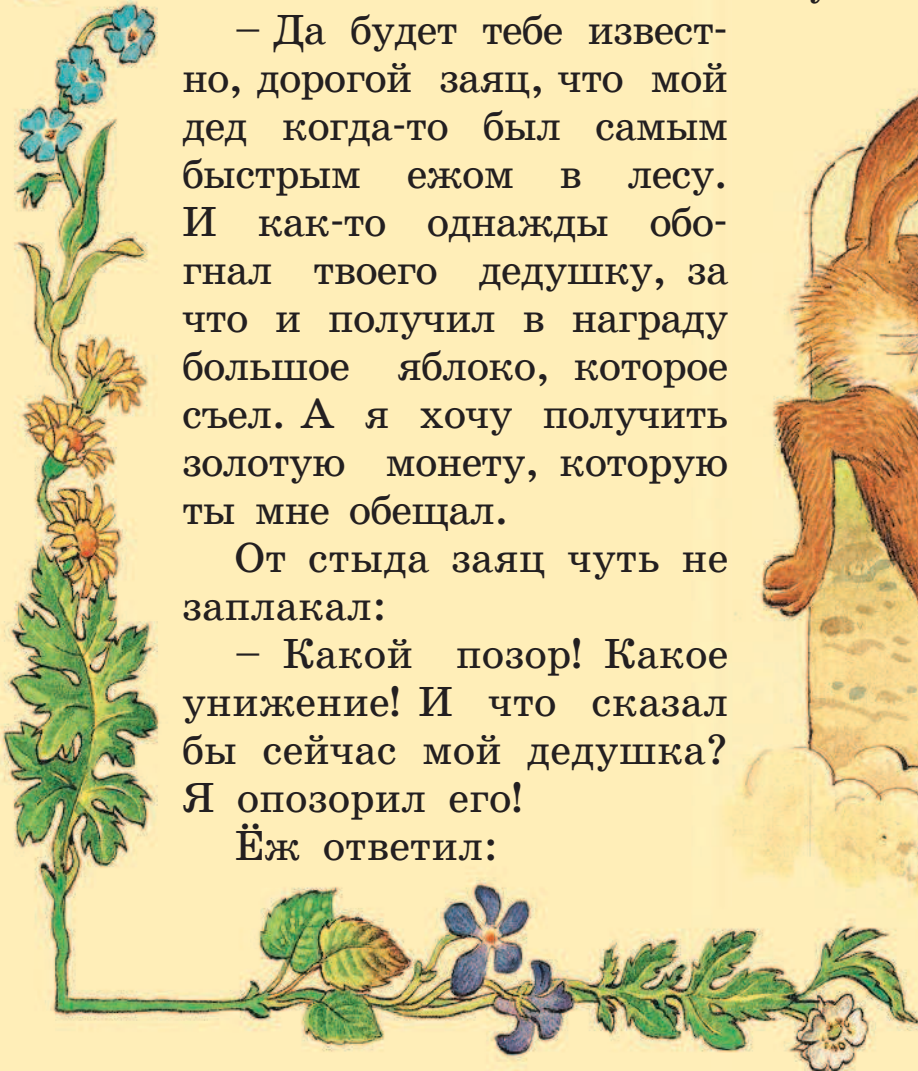 – Да будет тебе извест-
но, дорогой заяц, что мой
дед когда-то был самым
быстрым ежом в лесу.
И как-то однажды обо-
гнал твоего дедушку, за
что и получил в награду
большое яблоко, которое
съел. А я хочу получить
золотую монету, которую
ты мне обещал.
От стыда заяц чуть не
заплакал:
– Какой позор! Какое
унижение! И что сказал
бы сейчас мой дедушка?
Я опозорил его!
Ёж ответил: